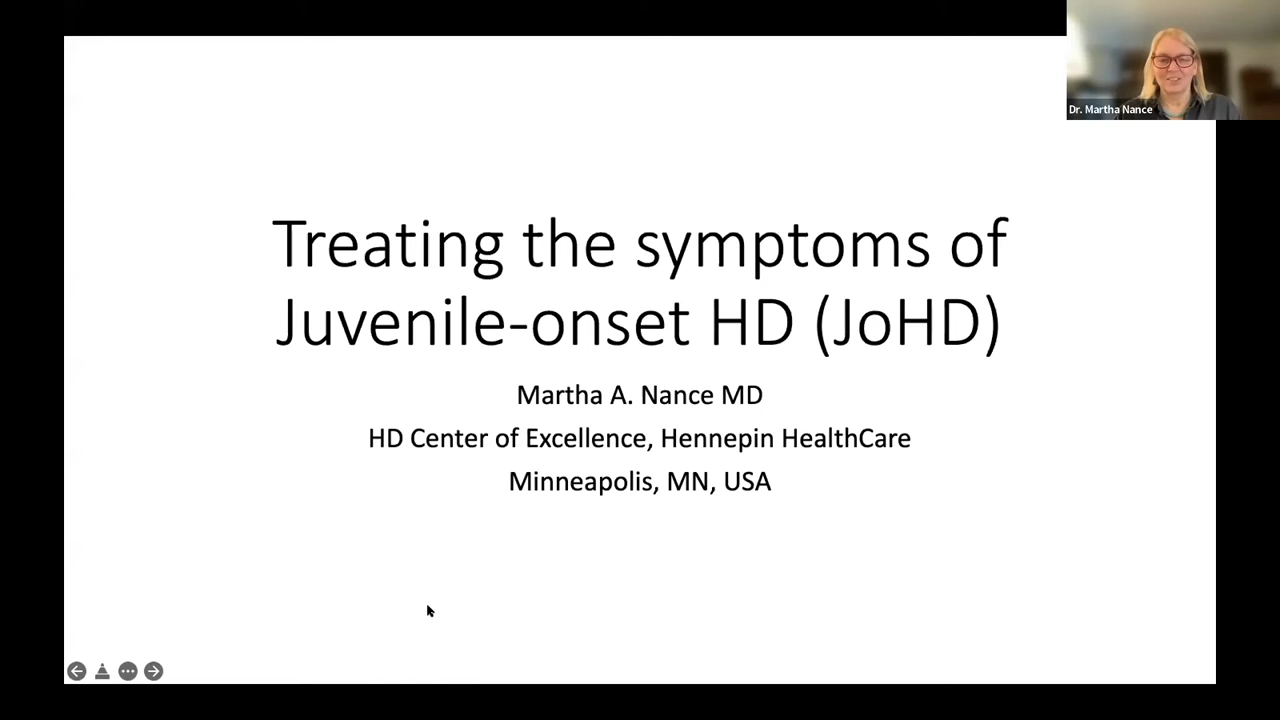 Dr. Martha Nance
Treating the symptoms of
Juvenile-onset HD (JoHD)
Martha A. Nance MD
HD Center of Excellence, Hennepin HealthCare
Minneapolis, MN, USA